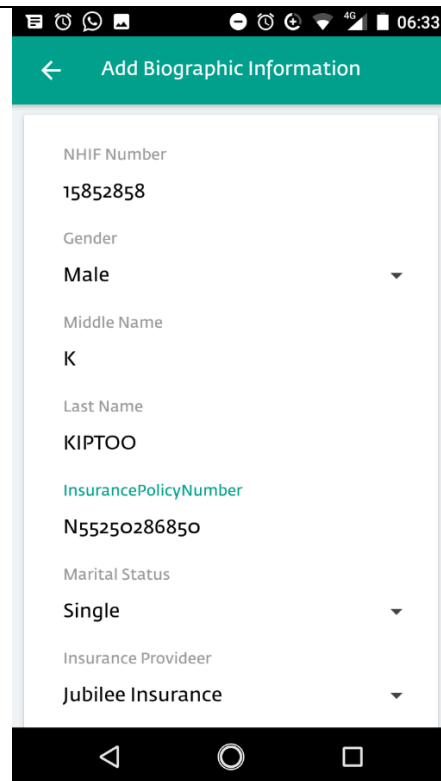 4G 06:33
Add Biographic Information
NHIF Number
15852858
Gender
Male
Middle Name
K
Last Name
KIPTOO
InsurancePolicyNumber
N55250286850
Marital Status
Single
Insurance Provideer
Jubilee Insurance